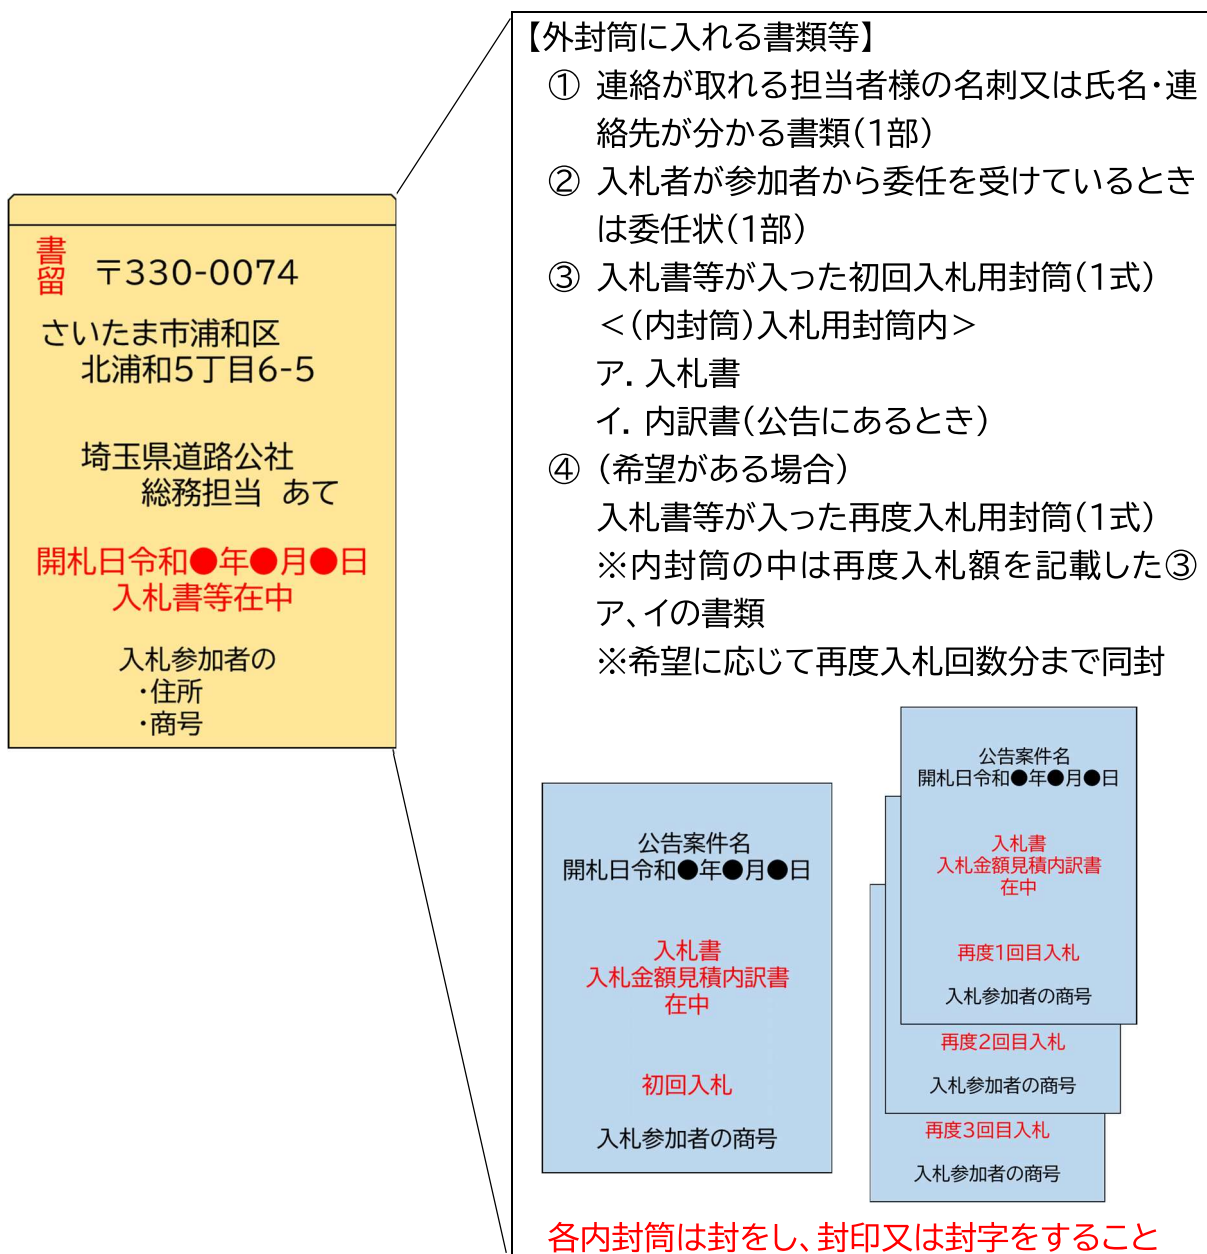 書留
〒330-0074
さいたま市浦和区
北浦和5丁目6-5
埼玉県道路公社
総務担当 あて
開札日令和●年●月●日
入札書等在中
入札参加者の
・住所
・商号
【外封筒に入れる書類等】
① 連絡が取れる担当者様の名刺又は氏名・連
絡先が分かる書類(1部)
② 入札者が参加者から委任を受けているとき
は委任状(1部)
③ 入札書等が入った初回入札用封筒(1式)
<(内封筒)入札用封筒内>
ア. 入札書
イ. 内訳書(公告にあるとき)
④ (希望がある場合)
入札書等が入った再度入札用封筒(1式)
※内封筒の中は再度入札額を記載した③
ア、イの書類
※希望に応じて再度入札回数分まで同封
公告案件名
開札日令和●年●月●日
入札書
入札金額見積内訳書
在中
初回入札
入札参加者の商号
公告案件名
開札日令和●年●月●日
入札書
入札金額見積内訳書
在中
再度1回目入札
入札参加者の商号
再度2回目入札
入札参加者の商号
再度3回目入札
入札参加者の商号
各内封筒は封をし、封印又は封字をすること